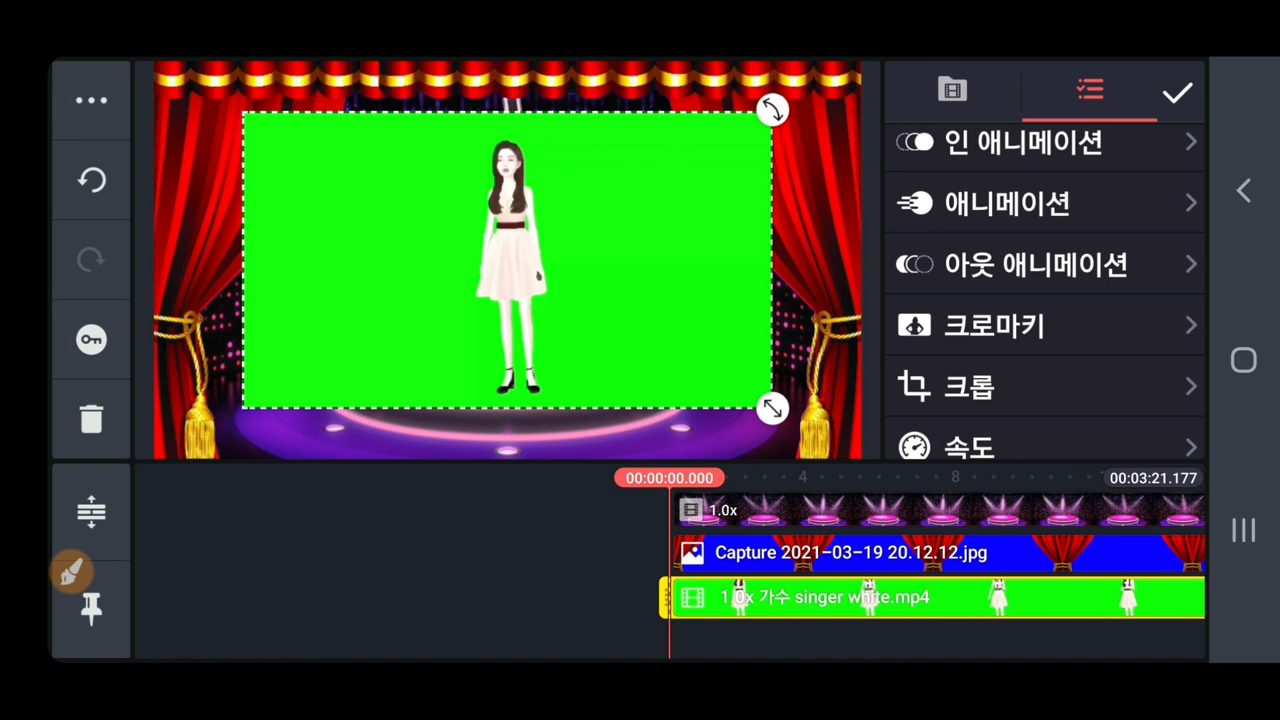 인 애니메이션
애니메이션
아웃 애니메이션
크로마키
크롭
속도
00:00:00.000
4
8
00:03:21.177
1.0x
Capture 2021-03-19 20.12.12.jpg
1.0x 가수 singer white.mp4